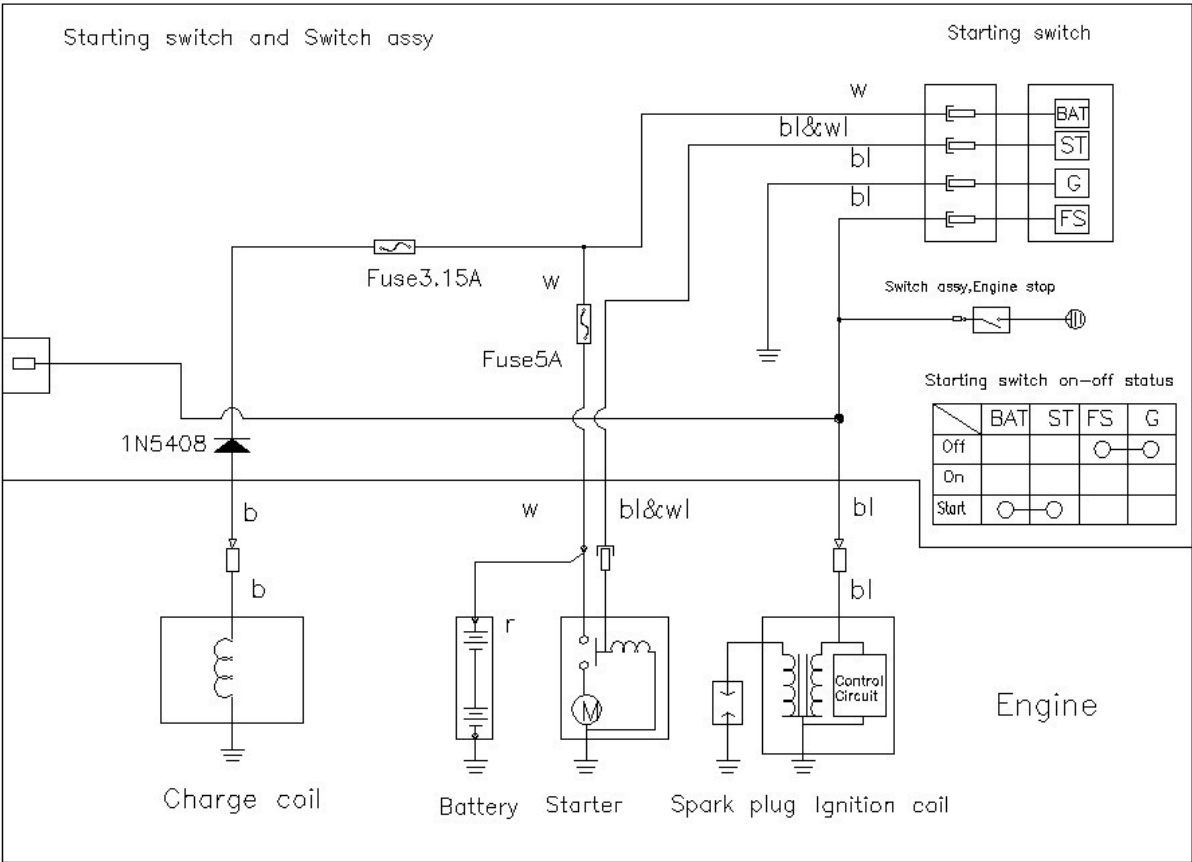 Starting switch and Switch assy
Starting switch
w
BAT
bl&wl
ST
bl
G
bl
FS
Fuse3.15A
w
Switch assy,Engine stop
Fuse5A
Starting switch on-off status
BAT ST FS G
Off
On
Start
1N5408
b
w
bl&wl
bl
b
r
bl
M
Control
Circuit
Engine
Charge coil
Battery
Starter
Spark plug
Ignition coil